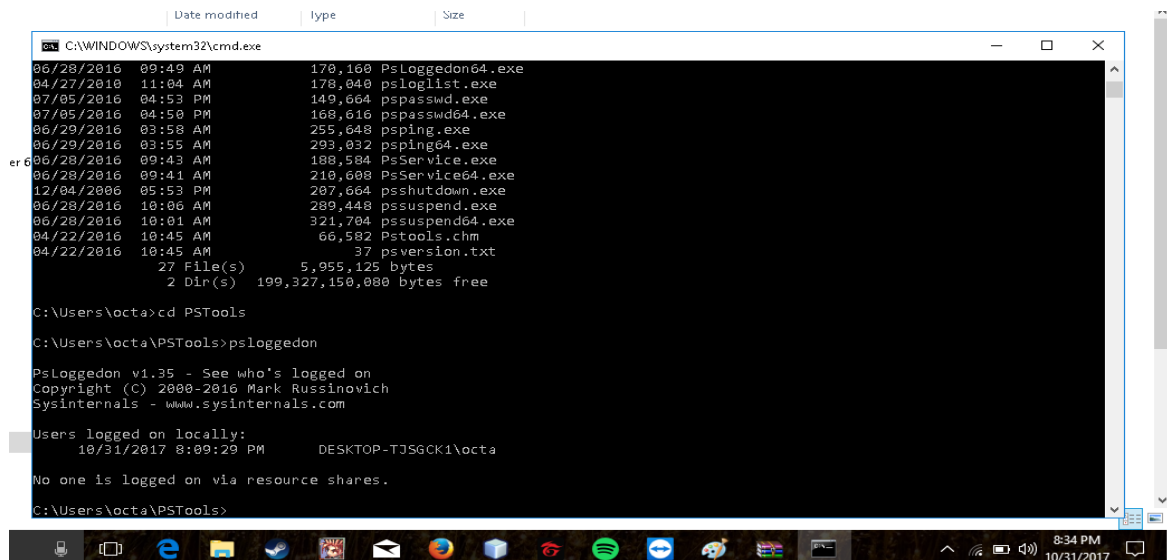 Date modified Type Size
C:\WINDOWS\system32\cmd.exe
06/28/2016 09:49 AM 170,160 PsLoggedon64.exe
04/27/2010 11:04 AM 178,040 psloglist.exe
07/05/2016 04:53 PM 149,664 pspasswd.exe
07/05/2016 04:50 PM 168,616 pspasswd64.exe
06/29/2016 03:58 AM 255,648 psping.exe
06/29/2016 03:55 AM 293,032 psping64.exe
er 6
06/28/2016 09:43 AM 188,584 PsService.exe
06/28/2016 09:41 AM 210,608 PsService64.exe
12/04/2006 05:53 PM 207,664 psshutdown.exe
06/28/2016 10:06 AM 289,448 pssuspend.exe
06/28/2016 10:01 AM 321,704 pssuspend64.exe
04/22/2016 10:45 AM 66,582 Pstools.chm
04/22/2016 10:45 AM 37 psversion.txt
27 File(s) 5,955,125 bytes
2 Dir(s) 199,327,150,080 bytes free
C:\Users\octa>cd PSTools
C:\Users\octa\PSTools>psloggedon
PsLoggedon v1.35 - See who's logged on
Copyright (C) 2000-2016 Mark Russinovich
Sysinternals - www.sysinternals.com
Users logged on locally:
10/31/2017 8:09:29 PM DESKTOP-TJSGCK1\octa
No one is logged on via resource shares.
C:\Users\octa\PSTools>
8:34 PM
10/31/2017